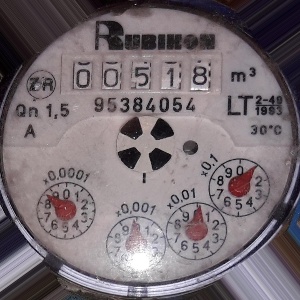 RUBIKON
00518 m³
ZR
Qn 1,5 95384054 LT 2-49 1993
A 30°C
x0,0001 x0,001 x0,01 x0,1